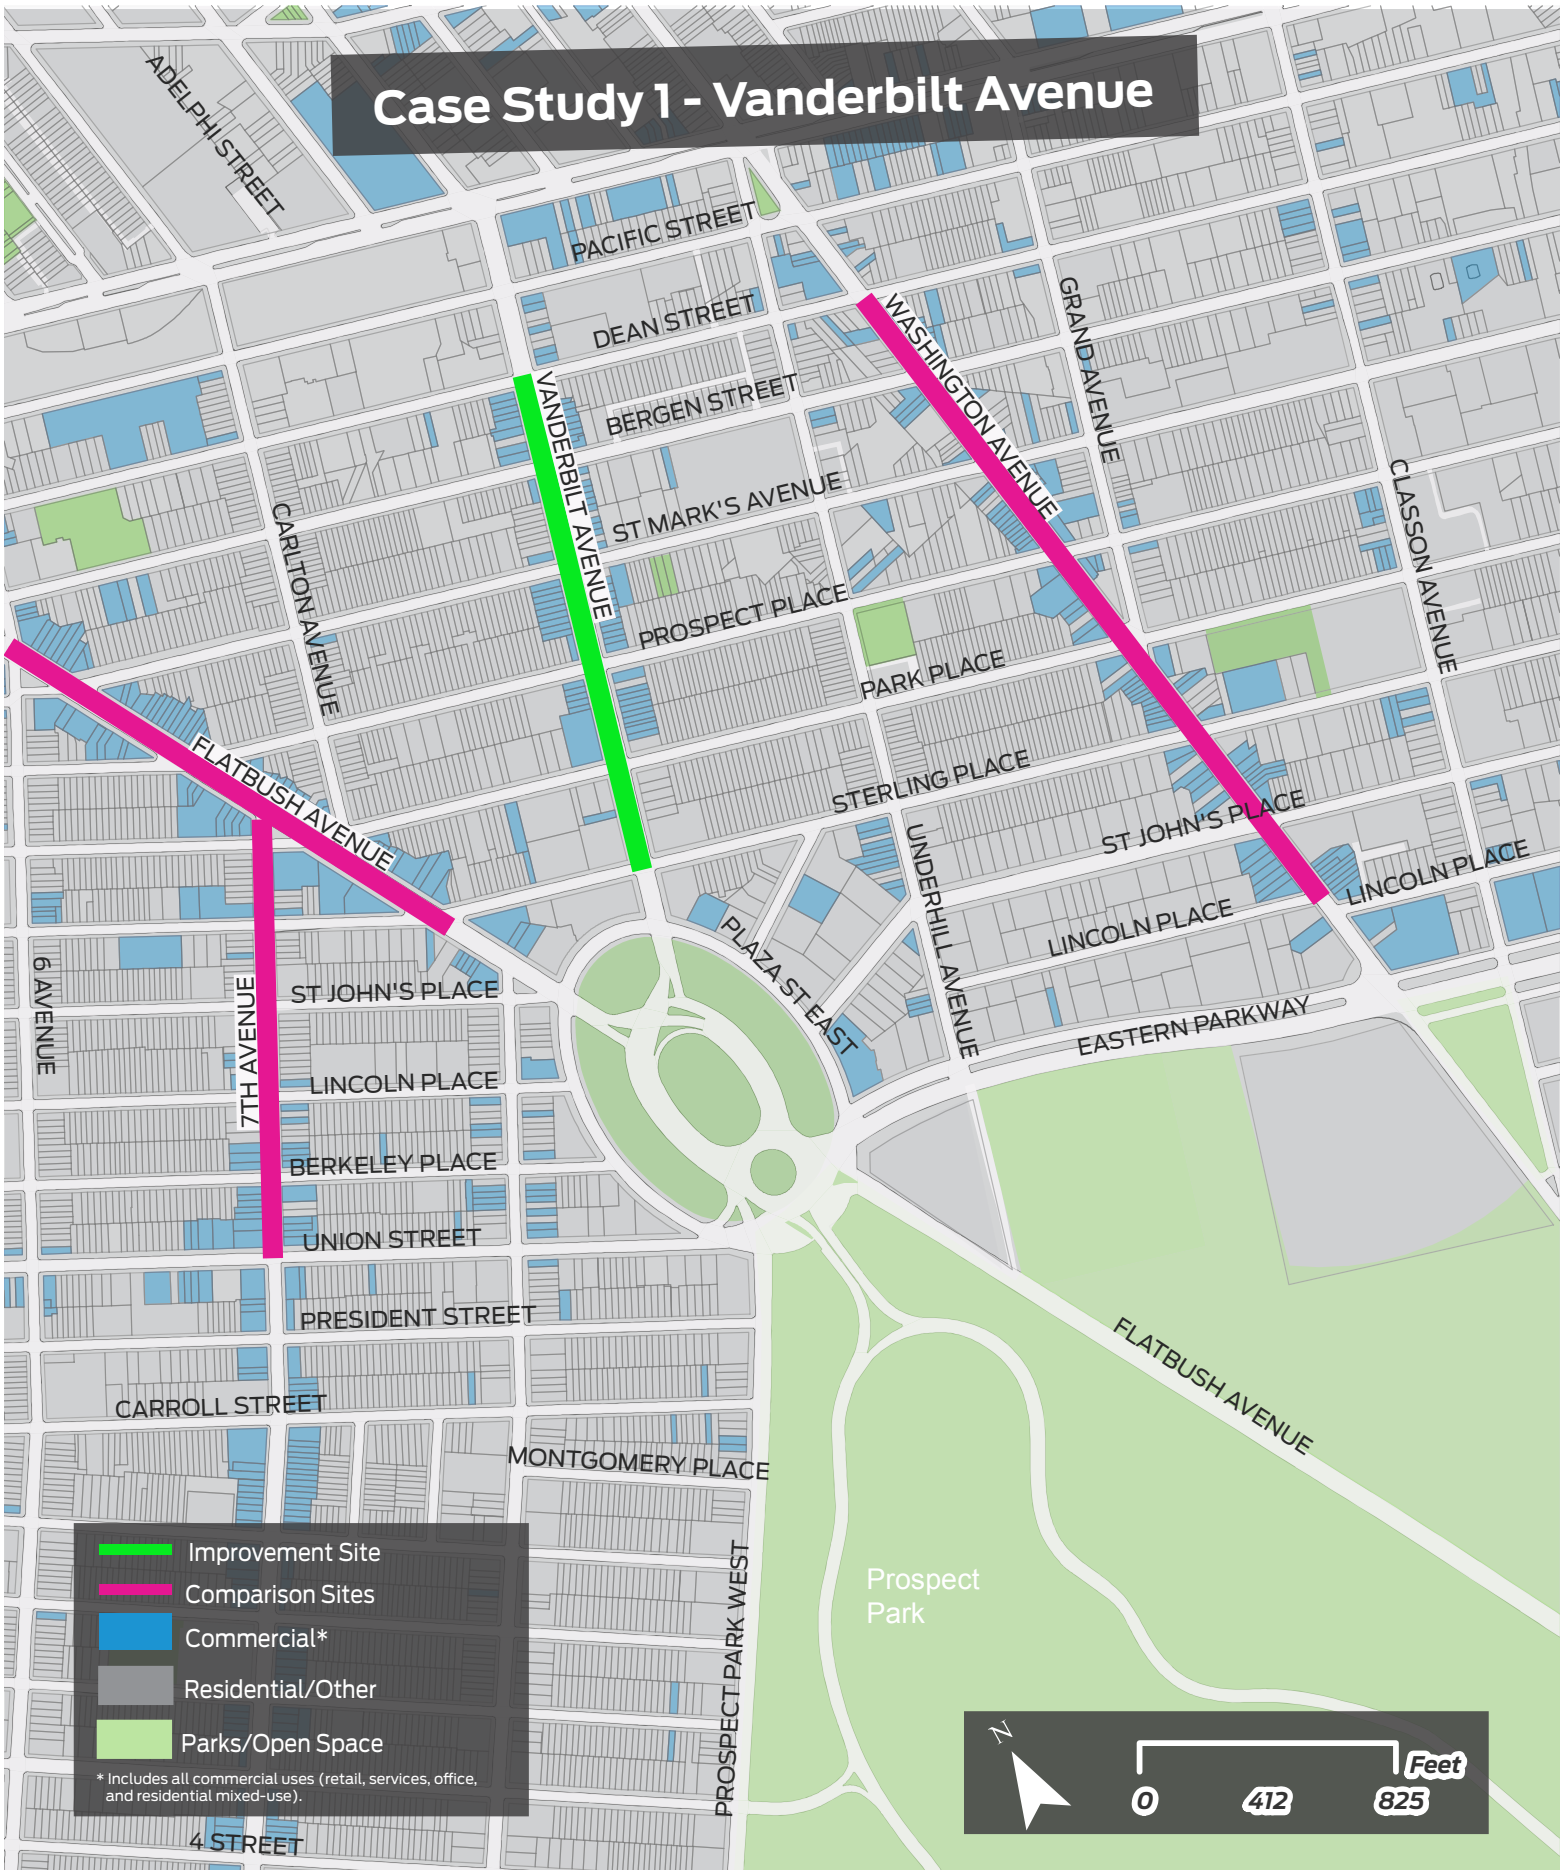 Case Study 1 - Vanderbilt Avenue
ADELPHI STREET
PACIFIC STREET
DEAN STREET
WASHINGTON AVENUE
GRAND AVENUE
VANDERBILT AVENUE
BERGEN STREET
CLASSON AVENUE
ST MARK'S AVENUE
CARLTON AVENUE
PROSPECT PLACE
PARK PLACE
FLATBUSH AVENUE
STERLING PLACE
ST JOHN'S PLACE
UNDERHILL AVENUE
LINCOLN PLACE
LINCOLN PLACE
PLAZA ST EAST
6 AVENUE
7TH AVENUE
ST JOHN'S PLACE
EASTERN PARKWAY
LINCOLN PLACE
BERKELEY PLACE
UNION STREET
PRESIDENT STREET
FLATBUSH AVENUE
CARROLL STREET
MONTGOMERY PLACE
PROSPECT PARK WEST
Prospect
Park
Improvement Site
Comparison Sites
Commercial*
Residential/Other
Parks/Open Space
* Includes all commercial uses (retail, services, office,
and residential mixed-use).
4 STREET
N
Feet
0 412 825